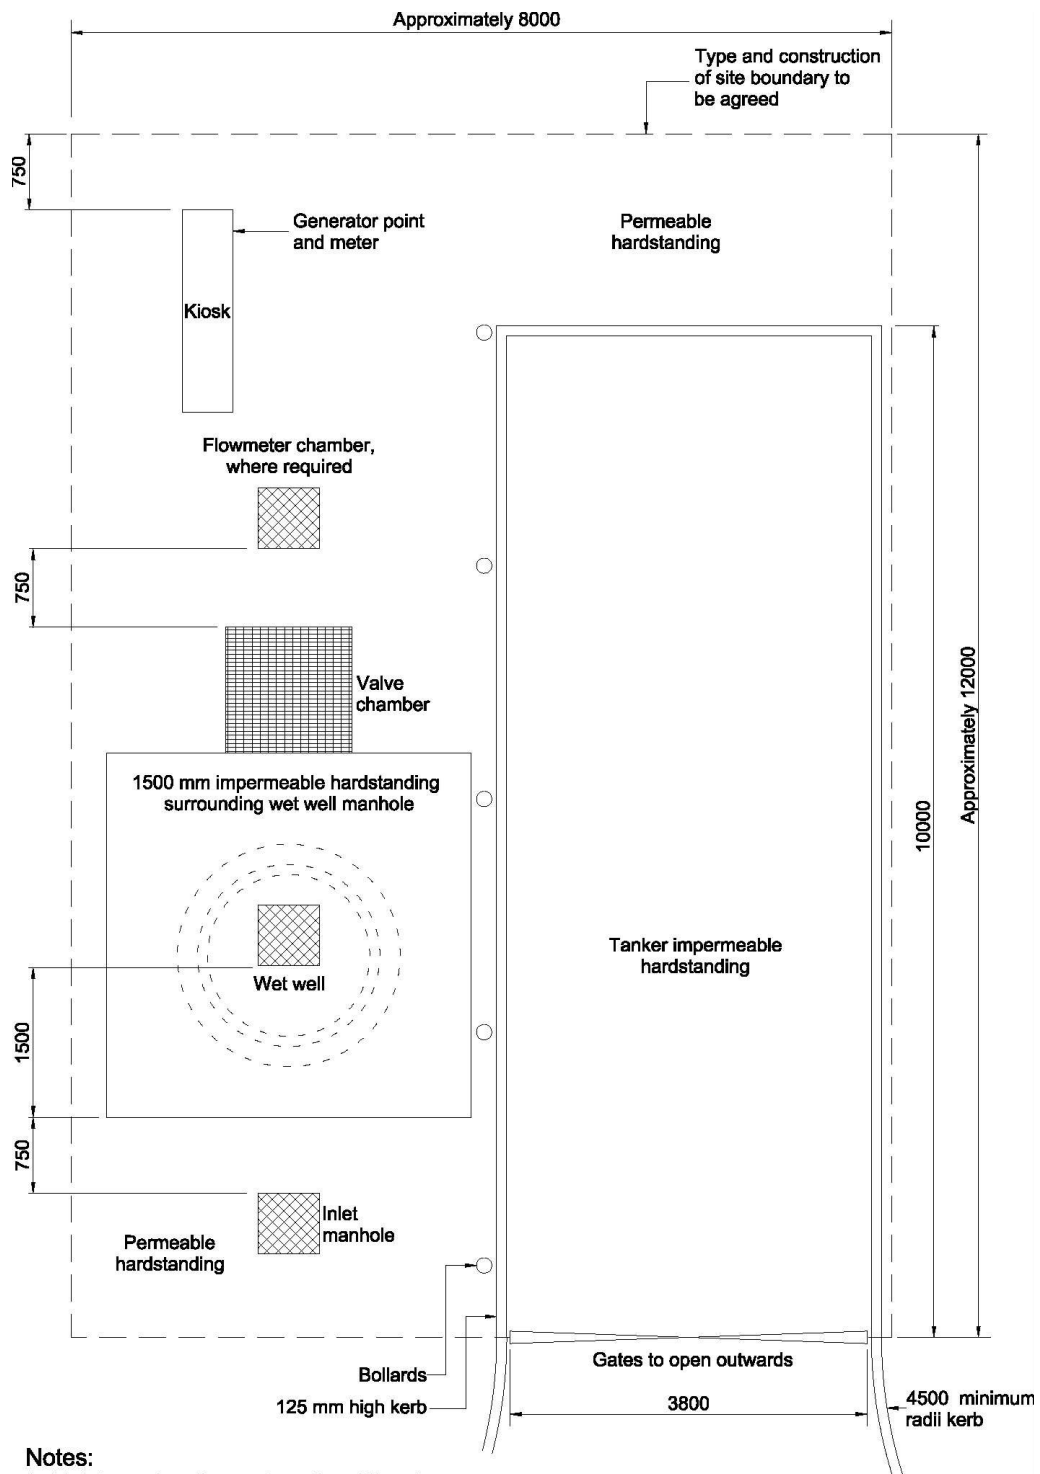 Approximately 8000
Type and construction
of site boundary to
be agreed
750
Generator point
and meter
Permeable
hardstanding
Kiosk
Flowmeter chamber,
where required
750
Valve
chamber
Approximately 12000
10000
1500 mm impermeable hardstanding
surrounding wet well manhole
Tanker impermeable
hardstanding
Wet well
1500
750
Inlet
manhole
Permeable
hardstanding
Gates to open outwards
Bollards
125 mm high kerb
3800
4500 minimum
radii kerb
Notes: